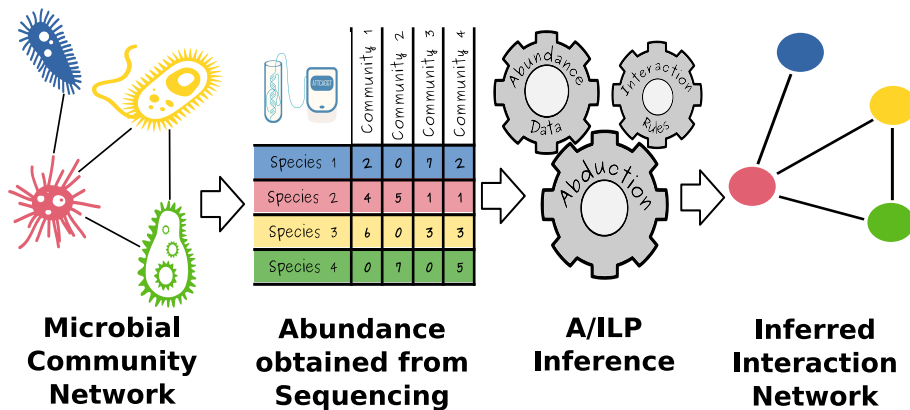 Community 1
Community 2
Community 3
Community 4
Species 1 2 0 7 2
Species 2 4 5 1 1
Species 3 6 0 3 3
Species 4 0 7 0 5
Abundance
Data
Interaction
Rules
Abduction
Microbial
Community
Network
Abundance
obtained from
Sequencing
A/ILP
Inference
Inferred
Interaction
Network